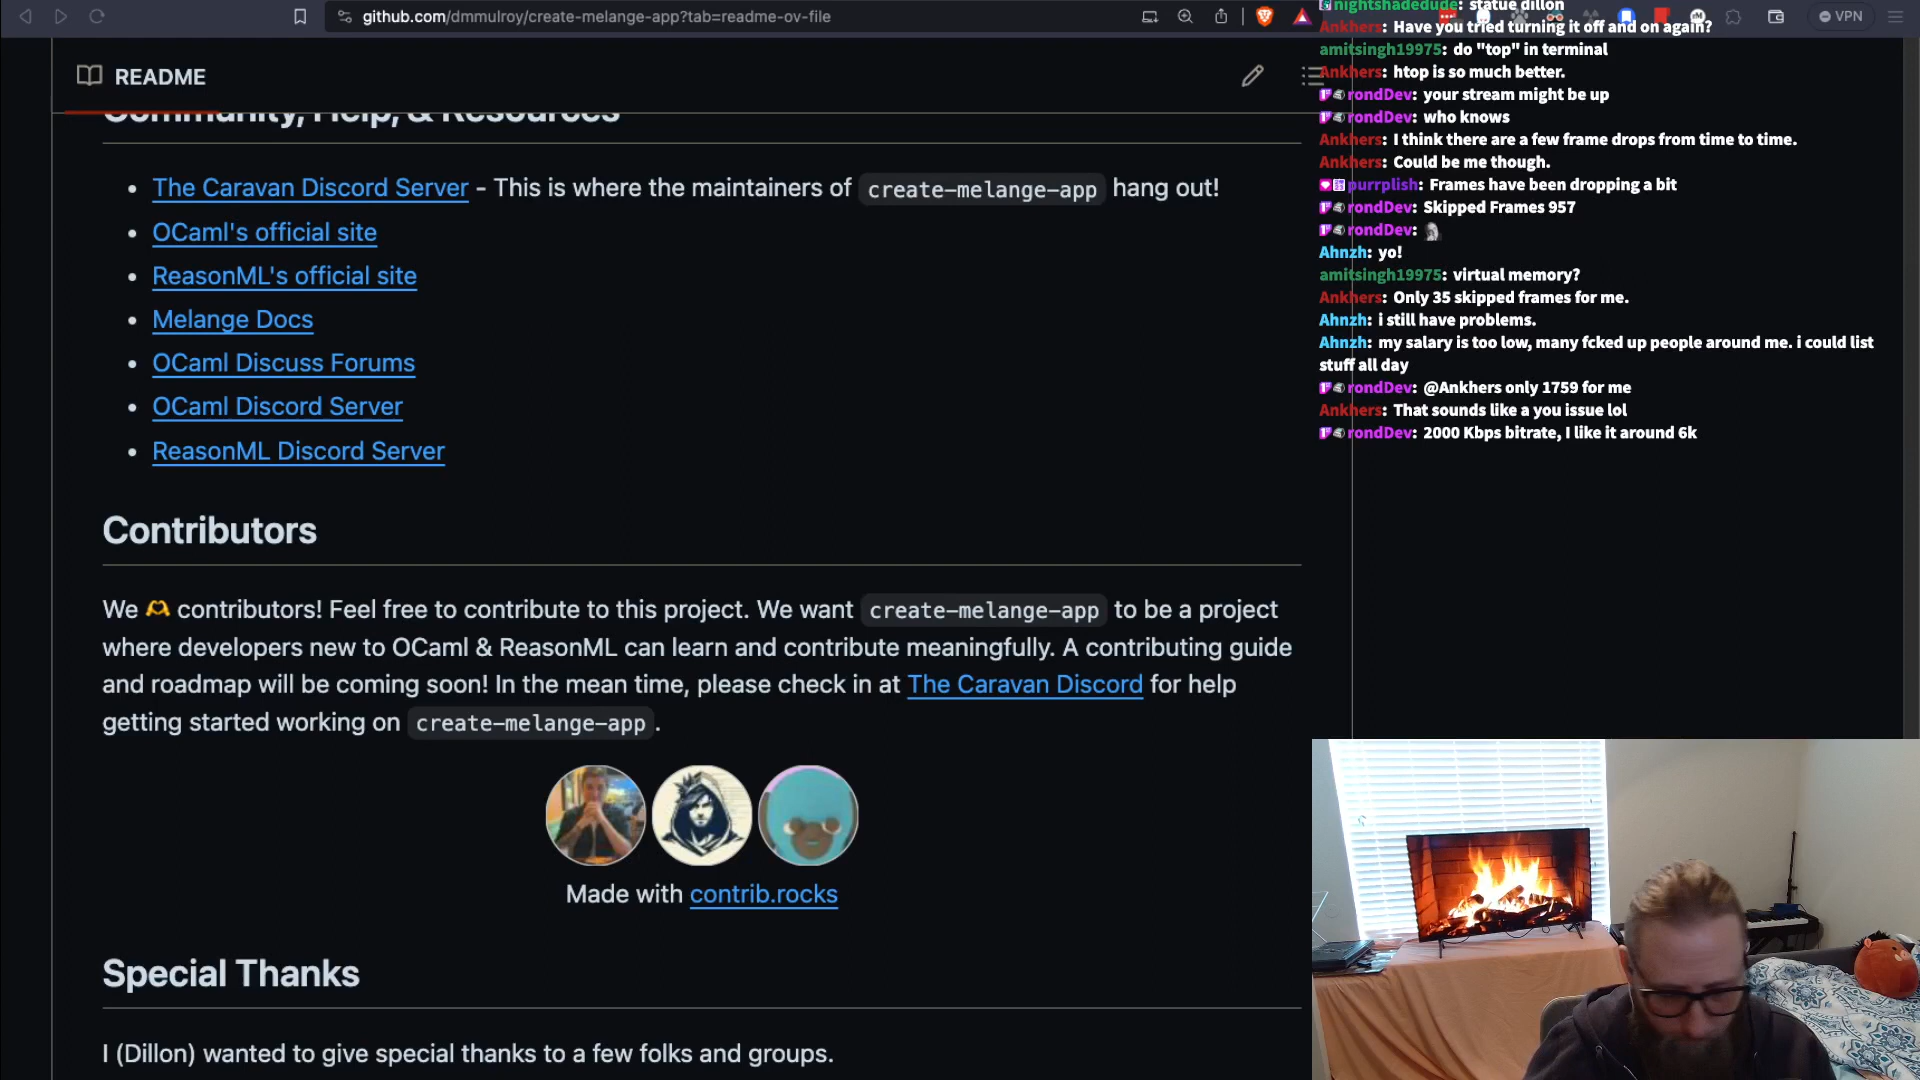 github.com/dmmulroy/create-melange-app?tab=readme-ov-file
VPN
README
Community, Help, & Resources
The Caravan Discord Server - This is where the maintainers of create-melange-app hang out!
OCaml's official site
ReasonML's official site
Melange Docs
OCaml Discuss Forums
OCaml Discord Server
ReasonML Discord Server
Contributors
We contributors! Feel free to contribute to this project. We want create-melange-app to be a project
where developers new to OCaml & ReasonML can learn and contribute meaningfully. A contributing guide
and roadmap will be coming soon! In the mean time, please check in at The Caravan Discord for help
getting started working on create-melange-app.
Made with contrib.rocks
Special Thanks
I (Dillon) wanted to give special thanks to a few folks and groups.
nightshadedude: statue dillon
Ankhers: Have you tried turning it off and on again?
amitsingh19975: do "top" in terminal
Ankhers: htop is so much better.
rondDev: your stream might be up
rondDev: who knows
Ankhers: I think there are a few frame drops from time to time.
Ankhers: Could be me though.
purrplish: Frames have been dropping a bit
rondDev: Skipped Frames 957
rondDev:
Ahnzh: yo!
amitsingh19975: virtual memory?
Ankhers: Only 35 skipped frames for me.
Ahnzh: i still have problems.
Ahnzh: my salary is too low, many fcked up people around me. i could list
stuff all day
rondDev: @Ankhers only 1759 for me
Ankhers: That sounds like a you issue lol
rondDev: 2000 Kbps bitrate, I like it around 6k